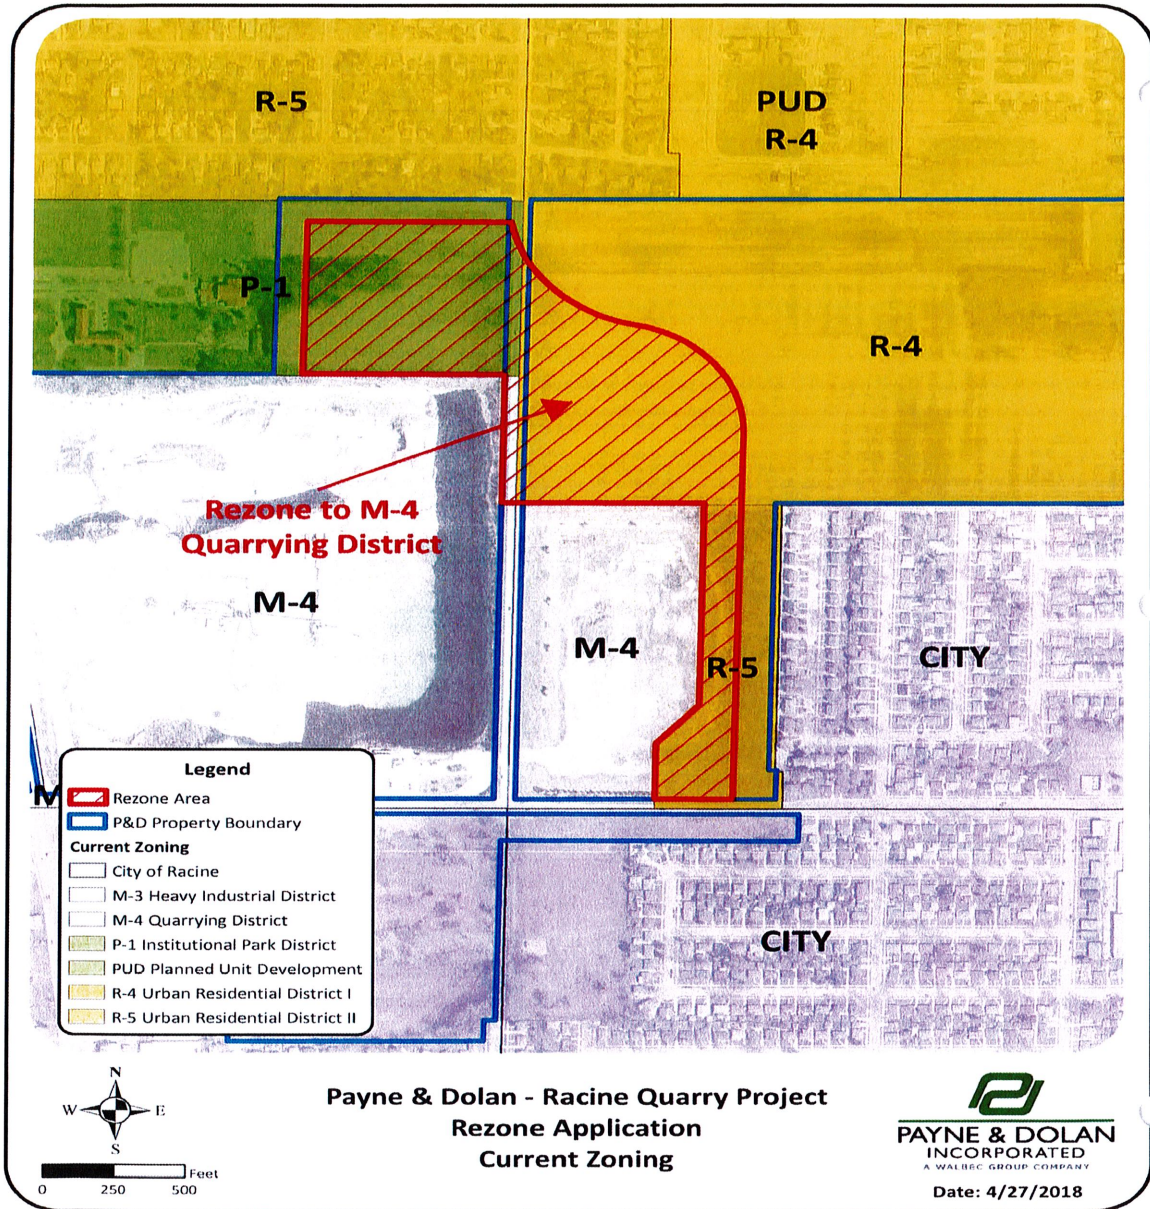 R-5
PUD
R-4
P-1
R-4
Rezone to M-4
Quarrying District
M-4
M-4
R-5
CITY
CITY
M
Legend
Rezone Area
P&D Property Boundary
Current Zoning
City of Racine
M-3 Heavy Industrial District
M-4 Quarrying District
P-1 Institutional Park District
PUD Planned Unit Development
R-4 Urban Residential District I
R-5 Urban Residential District II
N
W E
S
Feet
0 250 500
Payne & Dolan - Racine Quarry Project
Rezone Application
Current Zoning
PAYNE & DOLAN
INCORPORATED
A WALBEC GROUP COMPANY
Date: 4/27/2018